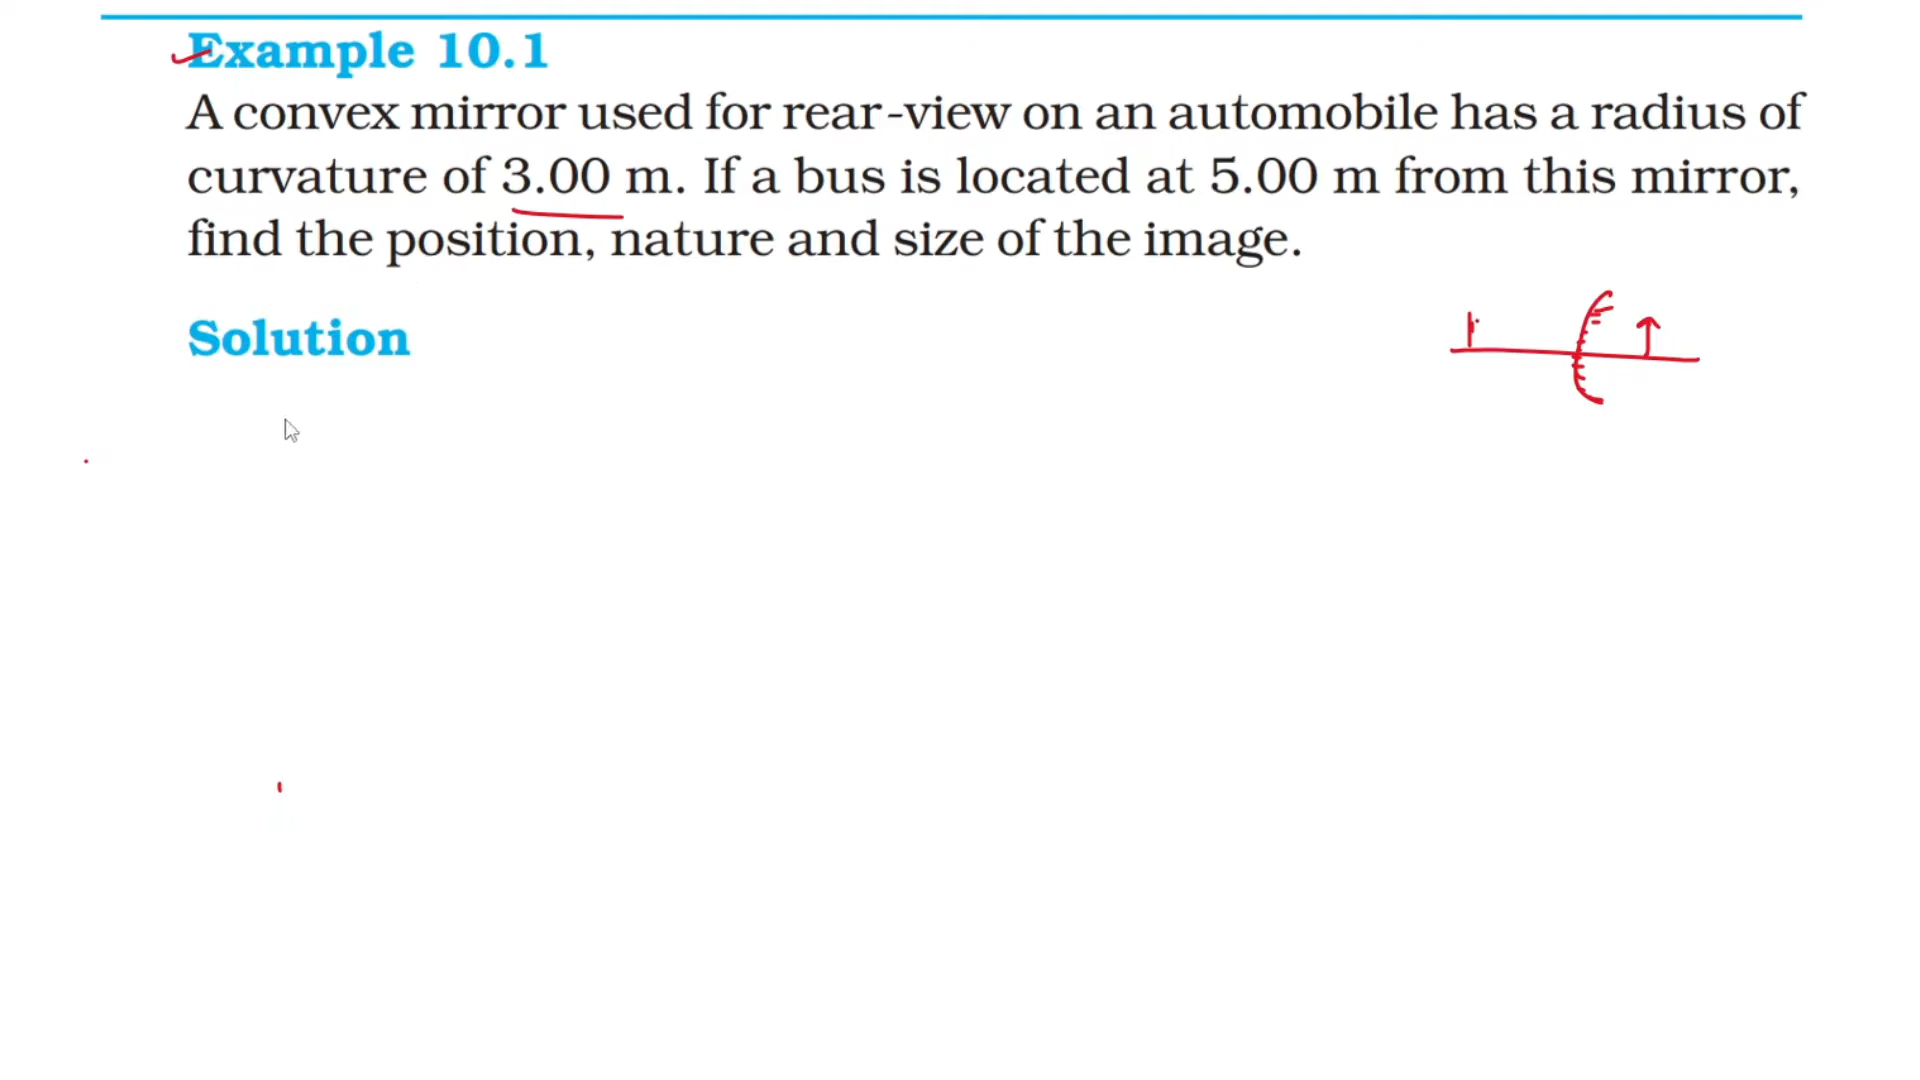 Example 10.1
A convex mirror used for rear-view on an automobile has a radius of
curvature of 3.00 m. If a bus is located at 5.00 m from this mirror,
find the position, nature and size of the image.
Solution